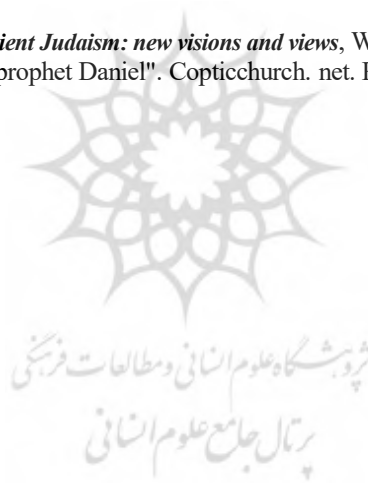 ient Judaism: new visions and views, W
prophet Daniel". Copticchurch. net.
پژوهشگاه علوم انسانی و مطالعات فرهنگی
پرتال جامع علوم انسانی